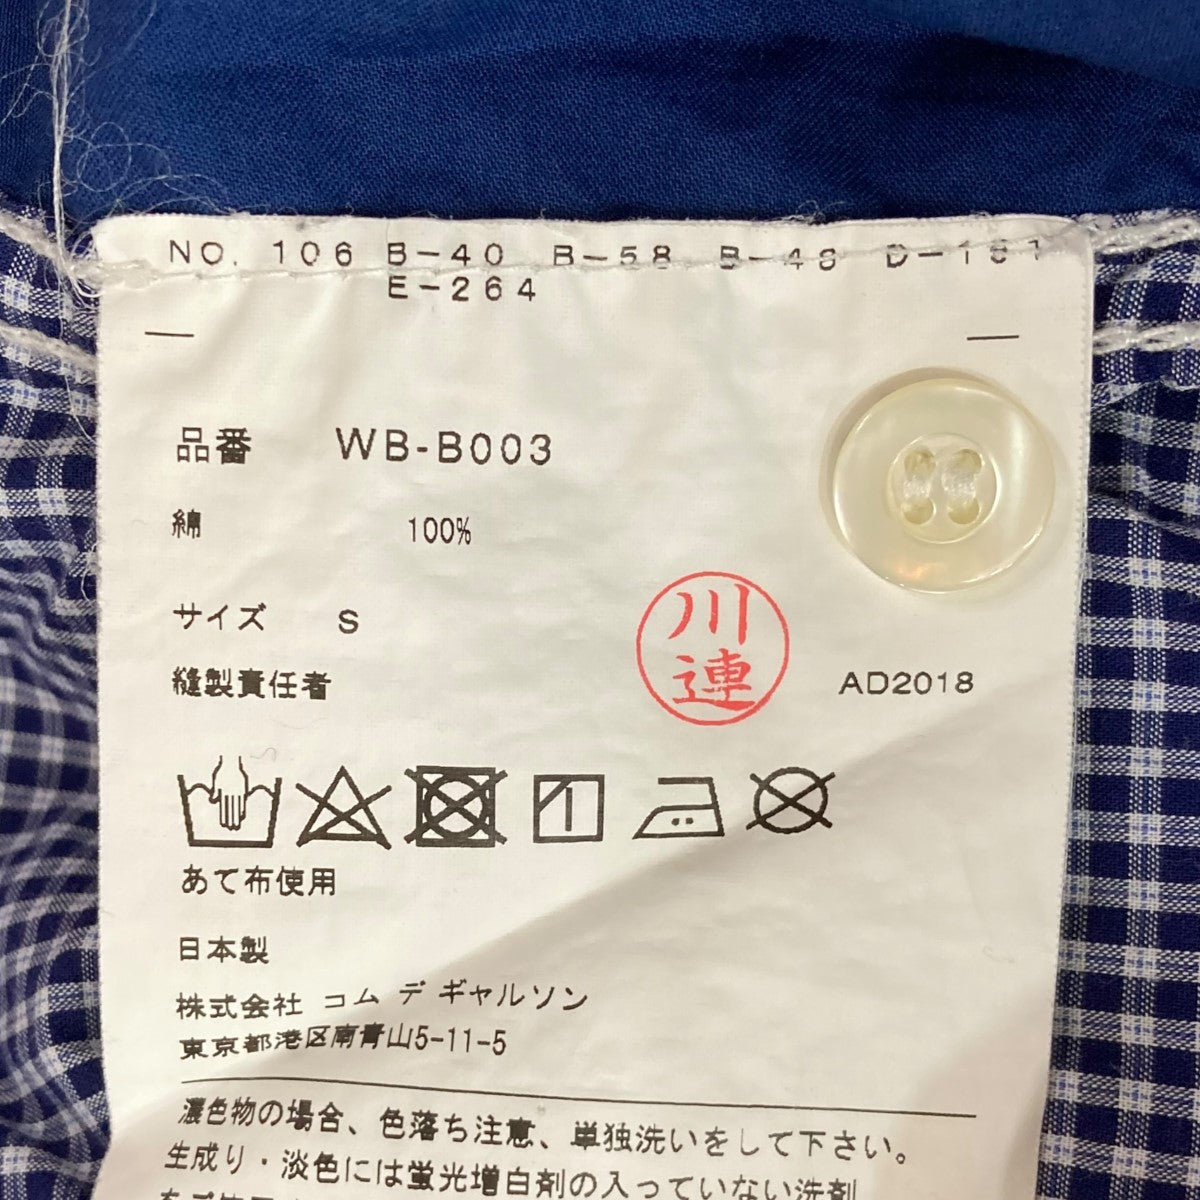 NO. 106 B-40 B-58 B-48 D-181
E-264
品番 WB-B003
綿 100%
サイズ S
縫製責任者 川連 AD2018
あて布使用
日本製
株式会社 コム デ ギャルソン
東京都港区南青山5-11-5
濃色物の場合、色落ち注意、単独洗いをして下さい。
生成り・淡色には蛍光増白剤の入っていない洗剤